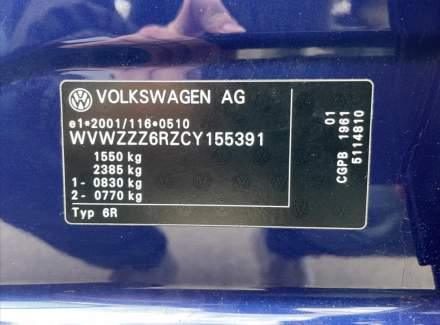 VOLKSWAGEN AG
e1*2001/116*0510
WVWZZZ6RZCY155391
1550 kg
2385 kg
1- 0830 kg
2- 0770 kg
Typ 6R
01
CGPB 1961
5114810